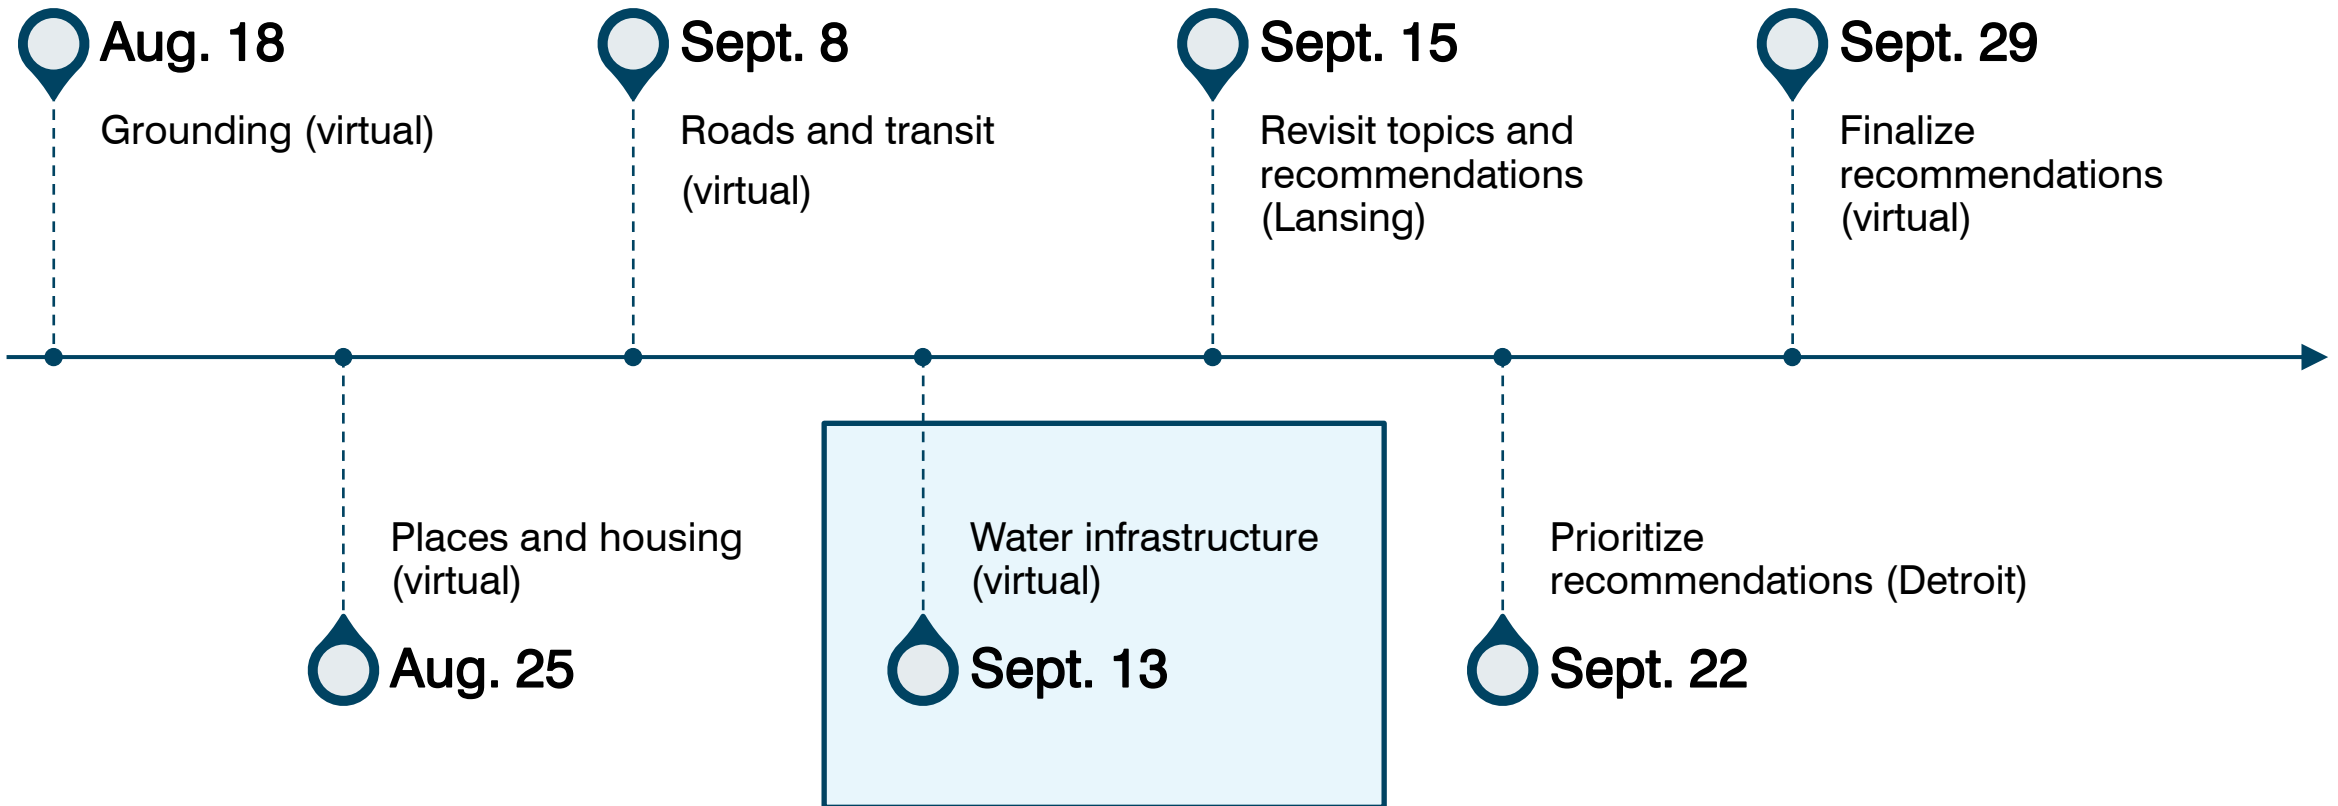 Aug. 18
Grounding (virtual)
Sept. 8
Roads and transit
(virtual)
Sept. 15
Revisit topics and
recommendations
(Lansing)
Sept. 29
Finalize
recommendations
(virtual)
Places and housing
(virtual)
Aug. 25
Water infrastructure
(virtual)
Sept. 13
Prioritize
recommendations (Detroit)
Sept. 22